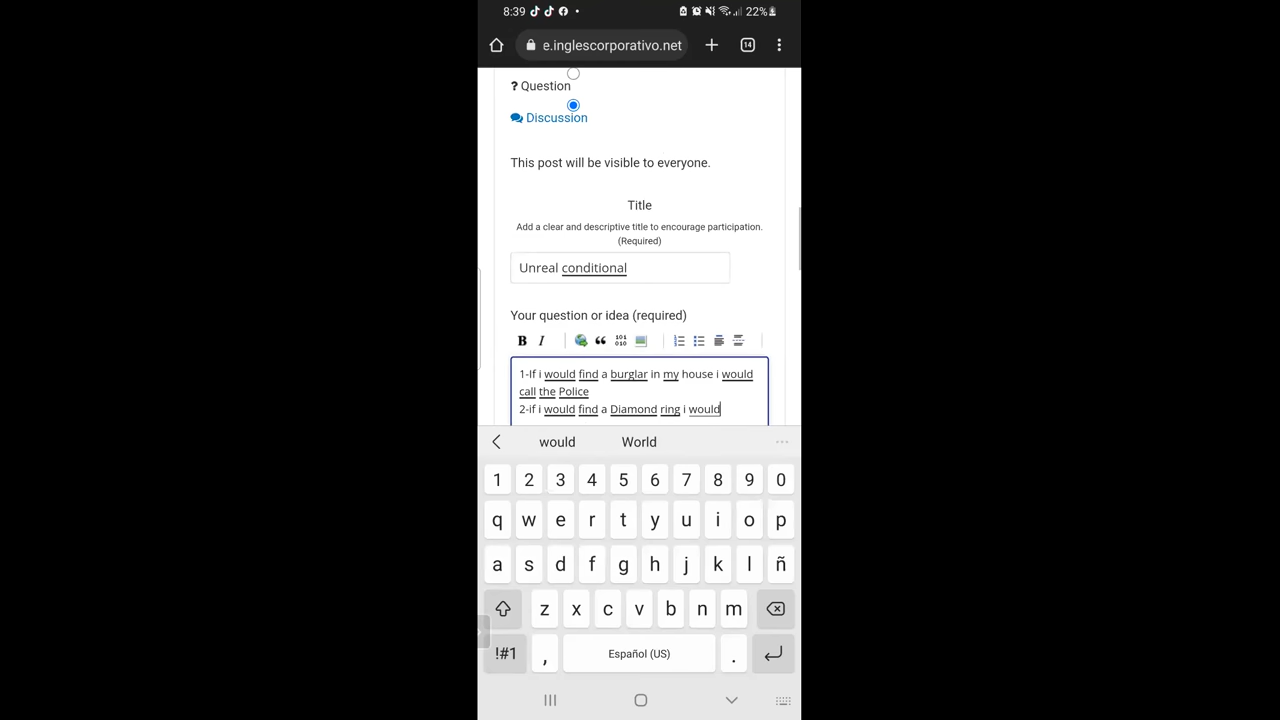 8:39 22%
e.inglescorporativo.net 14
? Question
Discussion
This post will be visible to everyone.
Title
Add a clear and descriptive title to encourage participation.
(Required)
Unreal conditional
Your question or idea (required)
B I
1-If i would find a burglar in my house i would
call the Police
2-if i would find a Diamond ring i would
would World
1 2 3 4 5 6 7 8 9 0
q w e r t y u i o p
a s d f g h j k l ñ
z x c v b n m
!#1 , Español (US) .